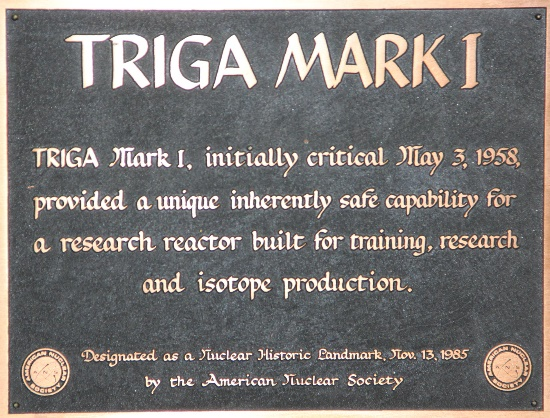 TRIGA MARK I
TRIGA Mark I, initially critical May 3, 1958,
provided a unique inherently safe capability for
a research reactor built for training, research
and isotope production.
Designated as a Nuclear Historic Landmark, Nov. 13, 1985
by the American Nuclear Society
AMERICAN NUCLEAR SOCIETY
AMERICAN NUCLEAR SOCIETY